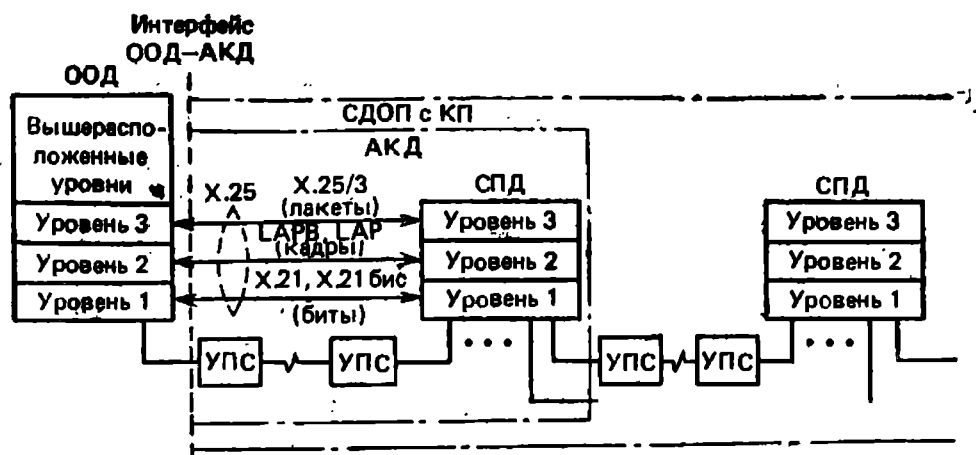 Интерфейс
ООД–АКД
ООД
СДОП с КП
АКД
Вышераспо-
ложенные
уровни
X.25
X.25/3
(пакеты)
СПД
СПД
Уровень 3
LAPB, LAP
Уровень 3
Уровень 3
(кадры)
Уровень 2
Уровень 2
Уровень 2
X.21, X.21 бис
Уровень 1
Уровень 1
Уровень 1
(биты)
УПС
УПС
УПС
УПС